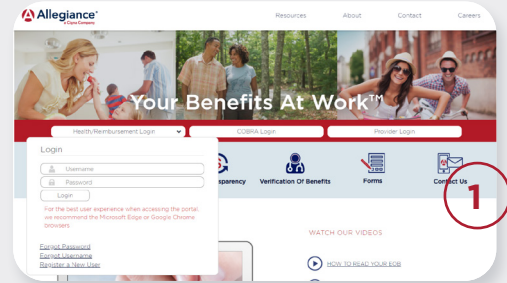 Allegiance®
a Cigna Company
Resources About Contact Careers
Your Benefits At Work™
Health/Reimbursement Login COBRA Login Provider Login
Login
Username
Password
Login
For the best user experience when accessing the portal,
we recommend the Microsoft Edge or Google Chrome
browsers.
Forgot Password
Forgot Username
Register a New User
sparency Verification Of Benefits Forms Contact Us
1
WATCH OUR VIDEOS
HOW TO READ YOUR EOB